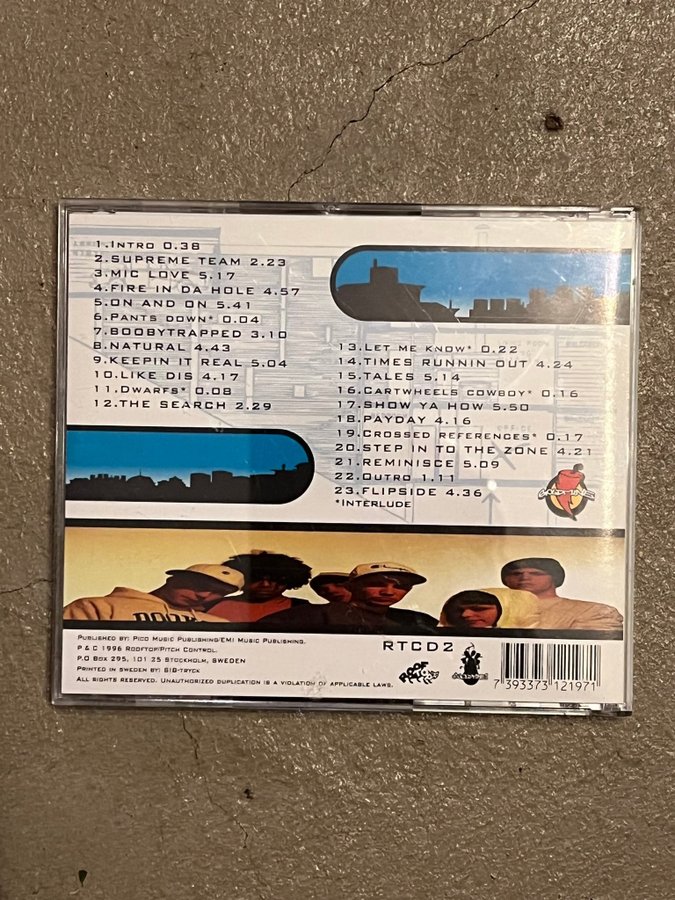 1.Intro 0.38
2.SUPREME TEAM 2.23
3.MIC LOVE 5.17
4.FIRE IN DA HOLE 4.57
5.ON AND ON 5.41
6.Pants down* 0.04
7.BOOBYTRAPPED 3.10
8.NATURAL 4.43
9.KEEPIN IT REAL 5.04
10.LIKE DIS 4.17
11.Dwarfs* 0.08
12.THE SEARCH 2.29
13.Let me know* 0.22
14.TIMES RUNNIN OUT 4.24
15.TALES 5.14
16.Cartwheels cowboy* 0.16
17.SHOW YA HOW 5.50
18.PAYDAY 4.16
19.Crossed references* 0.17
20.STEP IN TO THE ZONE 4.21
21.REMINISCE 5.09
22.Outro 1.11
23.FLIPSIDE 4.36
*Interlude
Published by: Pico Music Publishing/EMI Music Publishing.
P & C 1996 Rooftop/Pitch Control.
P.O Box 295, 101 25 Stockholm, SWEDEN
Printed in sweden by: GIB-tryck
All rights reserved. Unauthorized duplication is a violation of applicable laws.
RTCD2
7 393373 121971